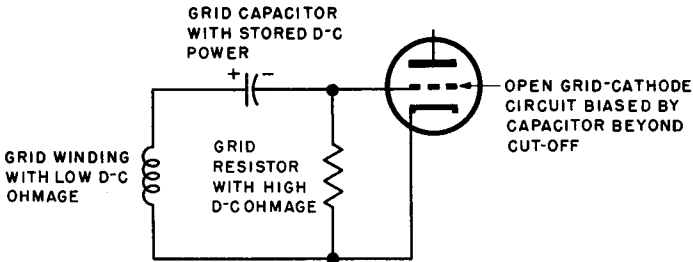 GRID CAPACITOR
WITH STORED D-C
POWER
+ -
OPEN GRID-CATHODE
CIRCUIT BIASED BY
CAPACITOR BEYOND
CUT-OFF
GRID WINDING
WITH LOW D-C
OHMAGE
GRID
RESISTOR
WITH HIGH
D-C OHMAGE